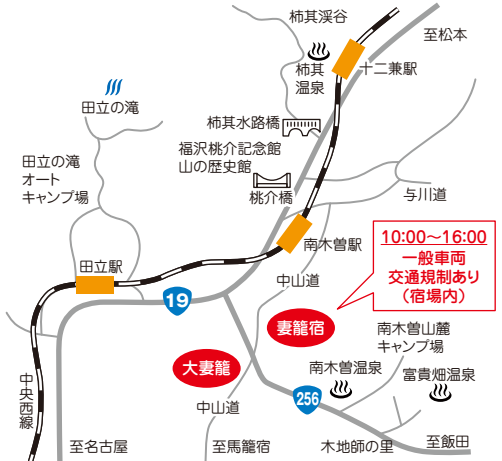 柿其渓谷
至松本
柿其
温泉
十二兼駅
田立の滝
柿其水路橋
福沢桃介記念館
山の歴史館
田立の滝
オート
キャンプ場
桃介橋
与川道
南木曽駅
10:00~16:00
一般車両
交通規制あり
（宿場内）
田立駅
中山道
19
妻籠宿
南木曽山麓
キャンプ場
大妻籠
南木曽温泉
富貴畑温泉
中央西線
256
中山道
至名古屋
至馬籠宿
木地師の里
至飯田